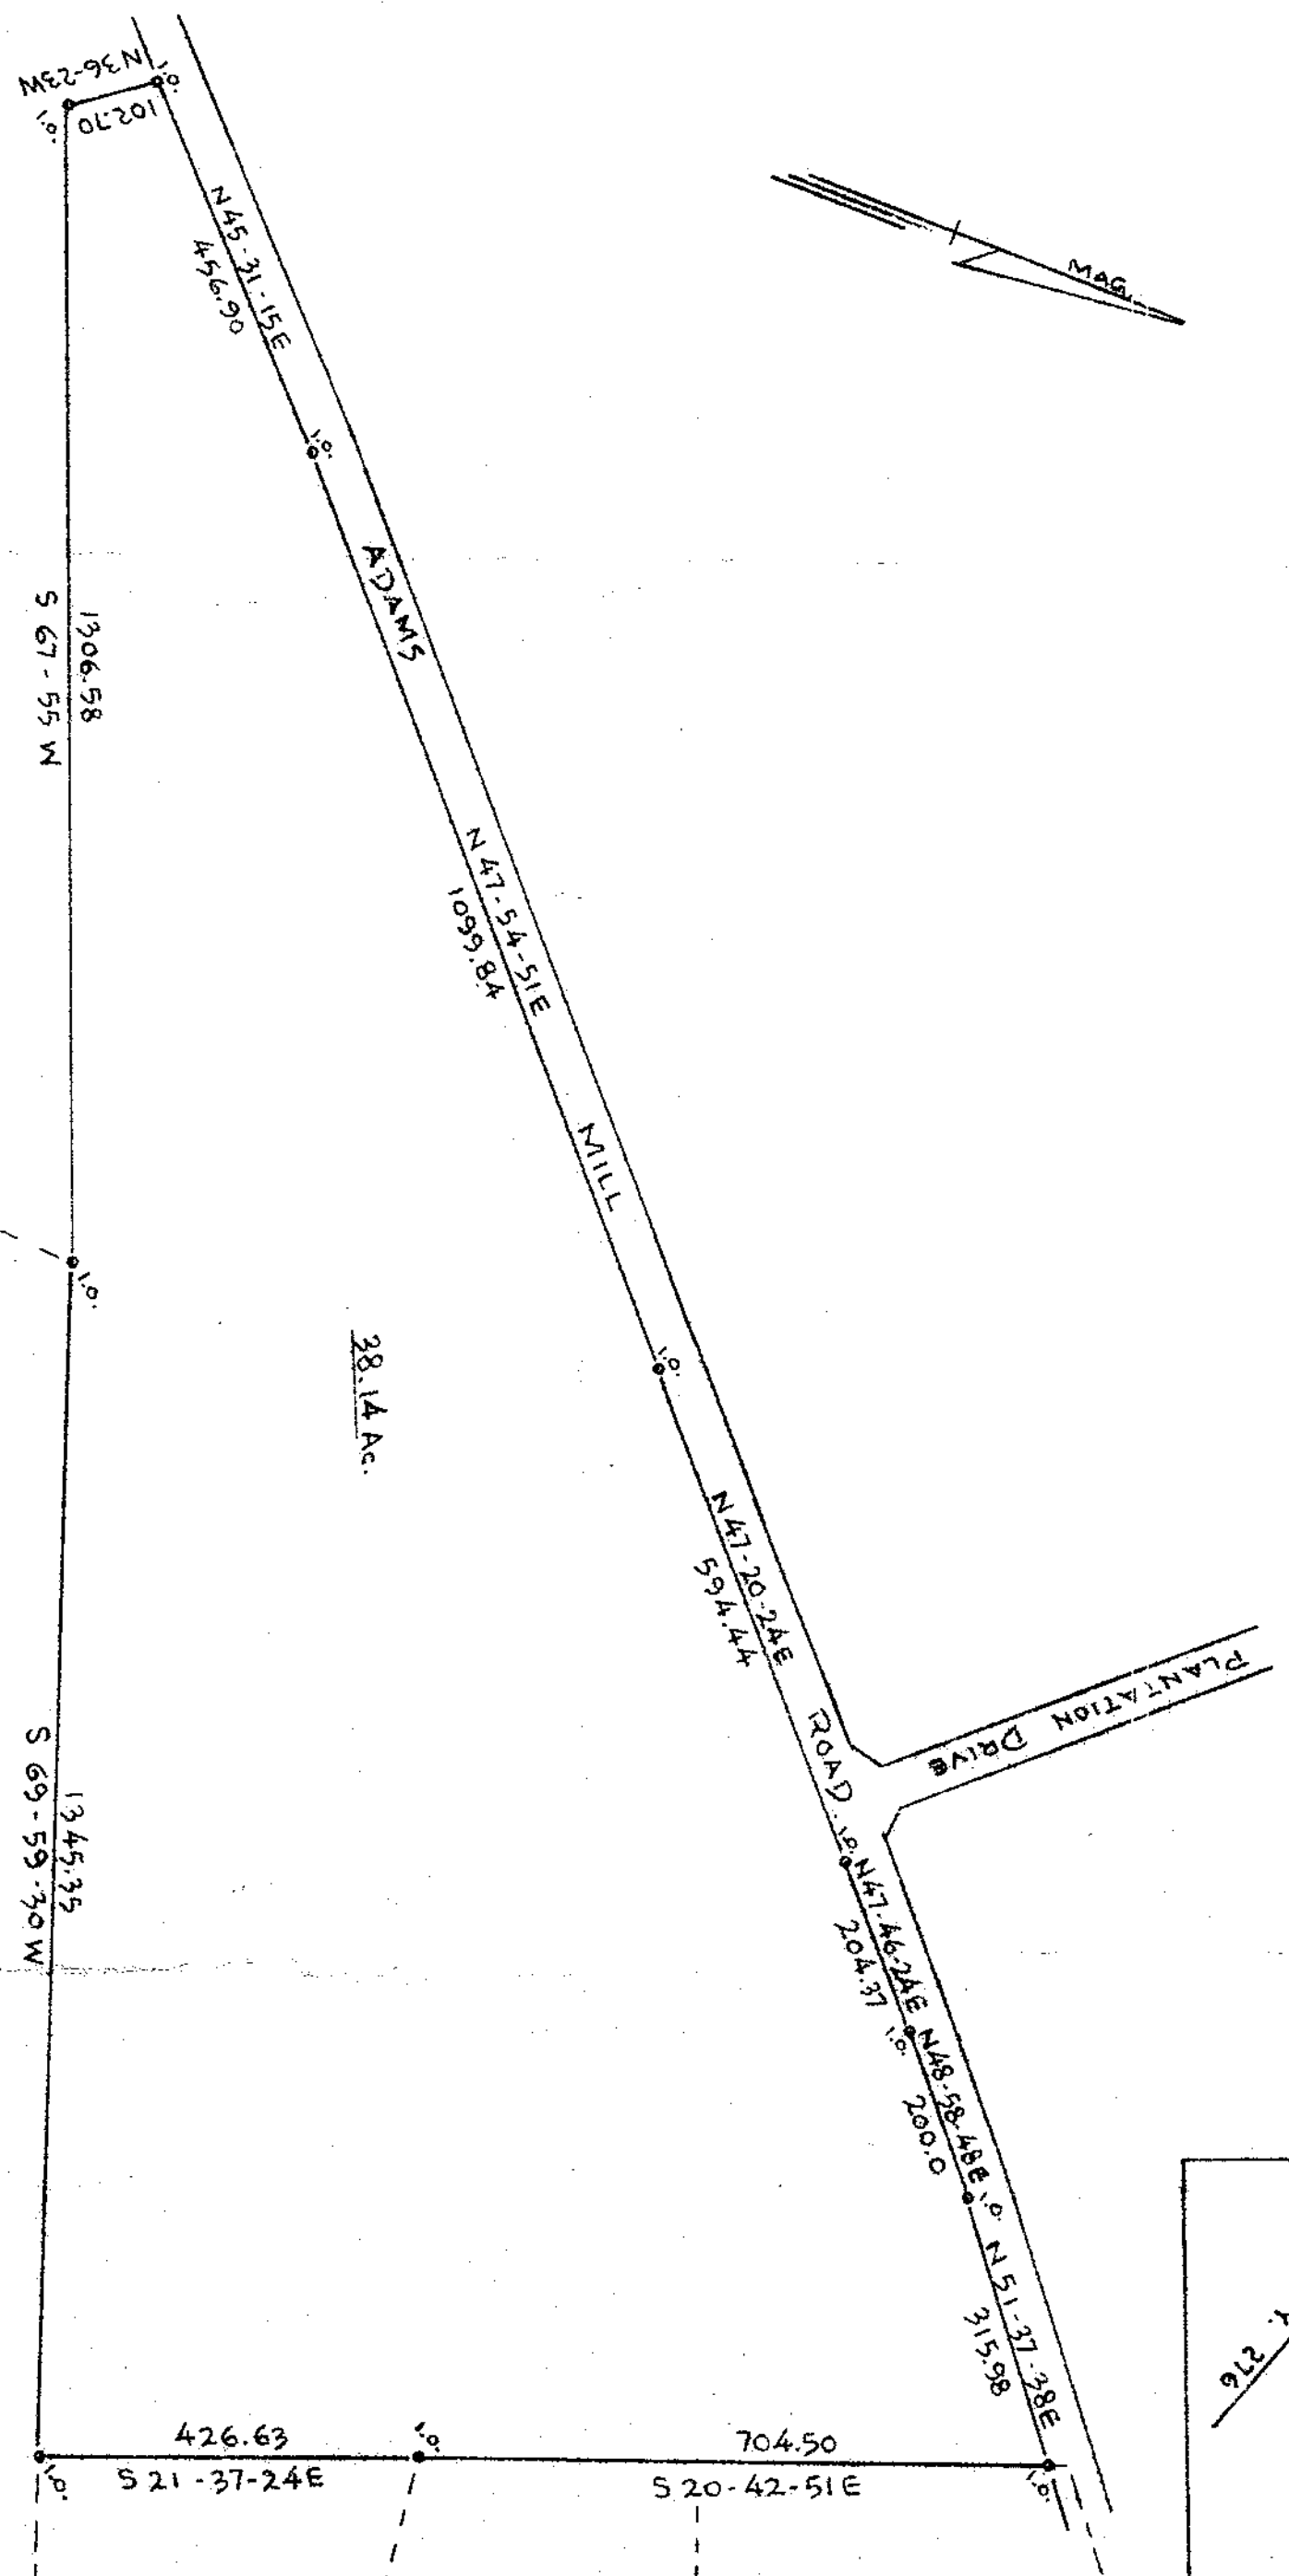 N36-23W
102.70
I.O.
I.O.
N45-31-15E
456.90
I.O.
MAG.
ADAMS
1306.58
S 67-55 W
N 47-54-51E
1099.84
MILL
I.O.
I.O.
38.14 Ac.
N47-20-24E
594.44
PLANTATION DRIVE
ROAD
I.O.
1345.35
S 69-59-30W
N47-46-24E
204.37
I.O.
N48-58-48E
200.0
I.O.
N 51-37-38E
315.98
276
426.63
S 21-37-24E
I.O.
I.O.
704.50
S 20-42-51E
I.O.